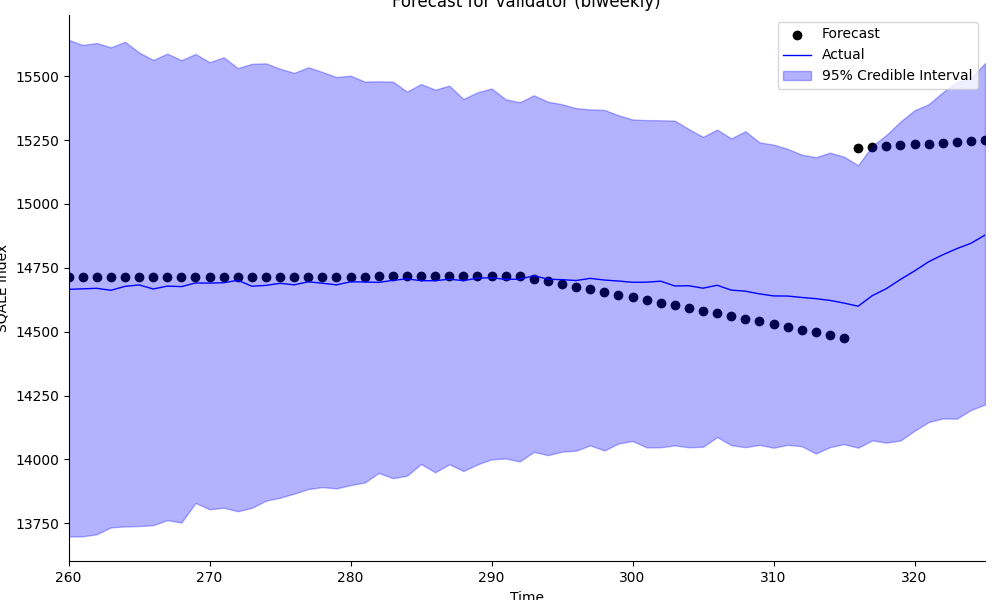 Forecast for validator (biweekly)
Forecast
Actual
95% Credible Interval
15500
15250
15000
14750
14500
14250
14000
13750
SQALE Index
260
270
280
290
300
310
320
Time